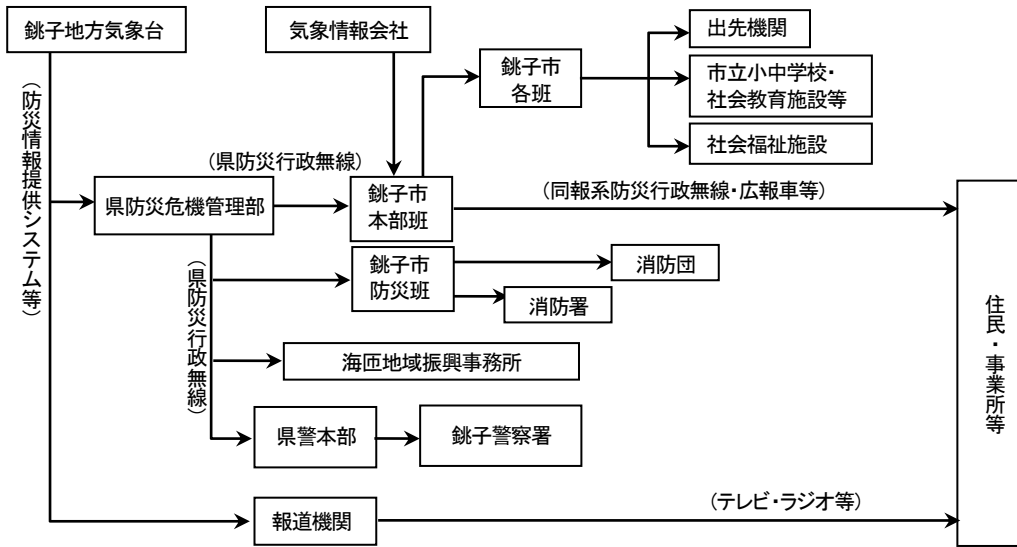 銚子地方気象台
気象情報会社
銚子市
各班
出先機関
市立小中学校・
社会教育施設等
社会福祉施設
(防災情報提供システム等)
(県防災行政無線)
県防災危機管理部
銚子市
本部班
(同報系防災行政無線・広報車等)
(県防災行政無線)
銚子市
防災班
消防団
消防署
住民・事業所等
海匝地域振興事務所
県警本部
銚子警察署
報道機関
(テレビ・ラジオ等)